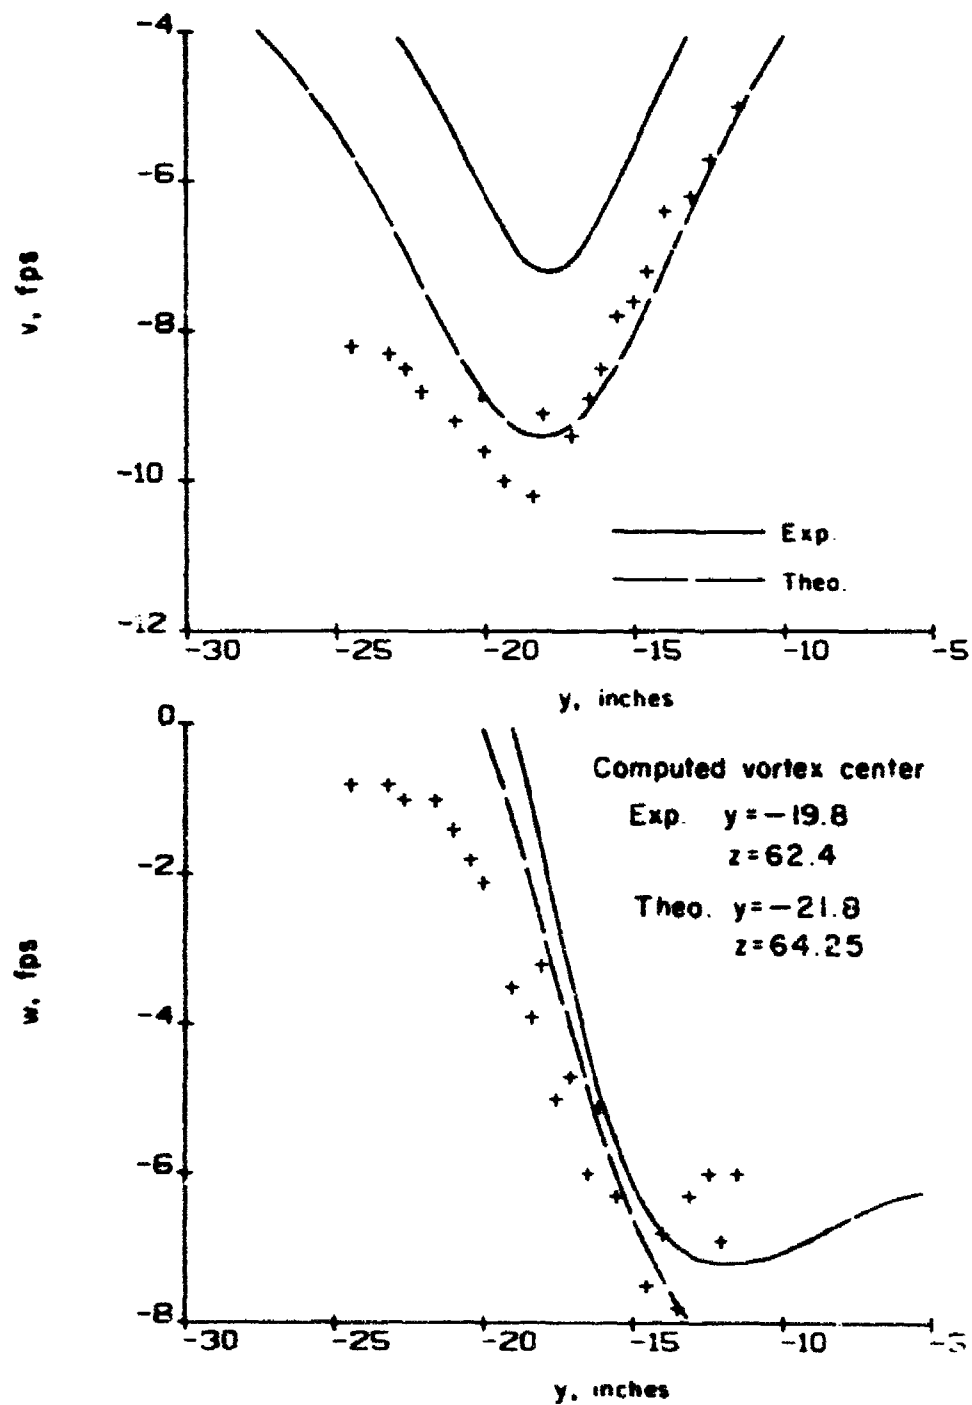 -4
-6
-8
-10
-12
v, fps
Exp.
Theo.
-30 -25 -20 -15 -10 -5
y, inches
0
-2
-4
-6
-8
w, fps
Computed vortex center
Exp. y=-19.8
z=62.4
Theo. y=-21.8
z=64.25
-30 -25 -20 -15 -10 -5
y, inches